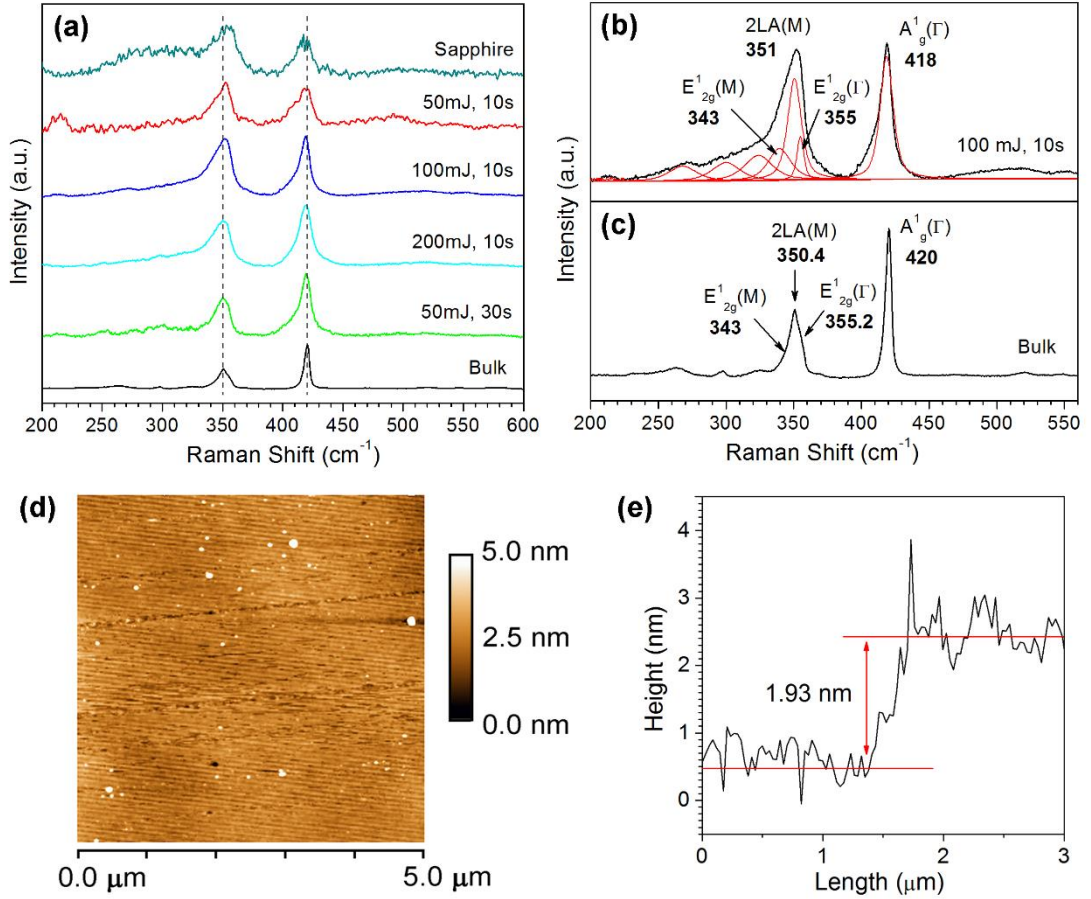 (a)
Sapphire
50mJ, 10s
100mJ, 10s
200mJ, 10s
50mJ, 30s
Bulk
Intensity (a.u.)
200 250 300 350 400 450 500 550 600
Raman Shift (cm⁻¹)
(b)
2LA(M)
351
A¹g(Γ)
418
E¹2g(M)
343
E¹2g(Γ)
355
100 mJ, 10s
(c)
2LA(M)
350.4
A¹g(Γ)
420
E¹2g(M)
343
E¹2g(Γ)
355.2
Bulk
Intensity (a.u.)
200 250 300 350 400 450 500 550
Raman Shift (cm⁻¹)
(d)
5.0 nm
2.5 nm
0.0 nm
0.0 μm
5.0 μm
(e)
4
3
2
1
0
1.93 nm
Height (nm)
0 1 2 3
Length (μm)